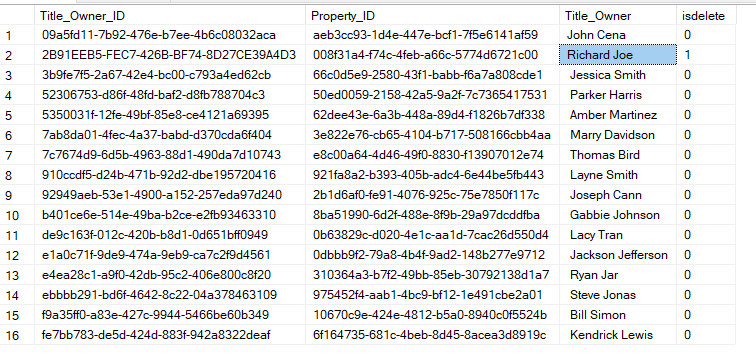 Title_Owner_ID Property_ID Title_Owner isdelete
1 09a5fd11-7b92-476e-b7ee-4b6c08032aca aeb3cc93-1d4e-447e-bcf1-7f5e6141af59 John Cena 0
2 2B91EEB5-FEC7-426B-BF74-8D27CE39A4D3 008f31a4-f74c-4feb-a66c-5774d6721c00 Richard Joe 1
3 3b9fe7f5-2a67-42e4-bc00-c793a4ed62cb 66c0d5e9-2580-43f1-babb-f6a7a808cde1 Jessica Smith 0
4 52306753-d86f-48fd-baf2-d8fb788704c3 50ed0059-2158-42a5-9a2f-7c7365417531 Parker Harris 0
5 5350031f-12fe-49bf-85e8-ce4121a69395 62dee43e-6a3b-448a-89d4-f1826b7df338 Amber Martinez 0
6 7ab8da01-4fec-4a37-babd-d370cda6f404 3e822e76-cb65-4104-b717-508166cbb4aa Marry Davidson 0
7 7c7674d9-6d5b-4963-88d1-490da7d10743 e8c00a64-4d46-49f0-8830-f13907012e74 Thomas Bird 0
8 910ccdf5-d24b-471b-92d2-dbe195720416 921fa8a2-b393-405b-adc4-6e44be5fb443 Layne Smith 0
9 92949aeb-53e1-4900-a152-257eda97d240 2b1d6af0-fe91-4076-925c-75e7850f117c Joseph Cann 0
10 b401ce6e-514e-49ba-b2ce-e2fb93463310 8ba51990-6d2f-488e-8f9b-29a97dcddfba Gabbie Johnson 0
11 de9c163f-012c-420b-b8d1-0d651bff0949 0b63829c-d020-4e1c-aa1d-7cac26d550d4 Lacy Tran 0
12 e1a0c71f-9de9-474a-9eb9-ca7c2f9d4561 0dbbb9f2-79a8-4b4f-9ad2-148b277e9712 Jackson Jefferson 0
13 e4ea28c1-a9f0-42db-95c2-406e800c8f20 310364a3-b7f2-49bb-85eb-30792138d1a7 Ryan Jar 0
14 ebbbb291-bd6f-4642-8c22-04a378463109 975452f4-aab1-4bc9-bf12-1e491cbe2a01 Steve Jonas 0
15 f9a35ff0-a83e-427c-9944-5466be60b349 10670c9e-424e-4812-b5a0-8940c0f5524b Bill Simon 0
16 fe7bb783-de5d-424d-883f-942a8322deaf 6f164735-681c-4beb-8d45-8acea3d8919c Kendrick Lewis 0